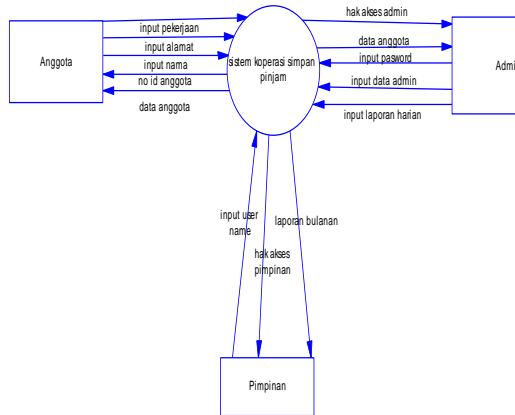 input pekerjaan
input alamat
input nama
no id anggota
data anggota
Anggota
sistem koperasi simpan
pinjam
hak akses admin
data anggota
input pasword
input data admin
input laporan harian
Admi
input user
name
hak akses
pimpinan
laporan bulanan
Pimpinan